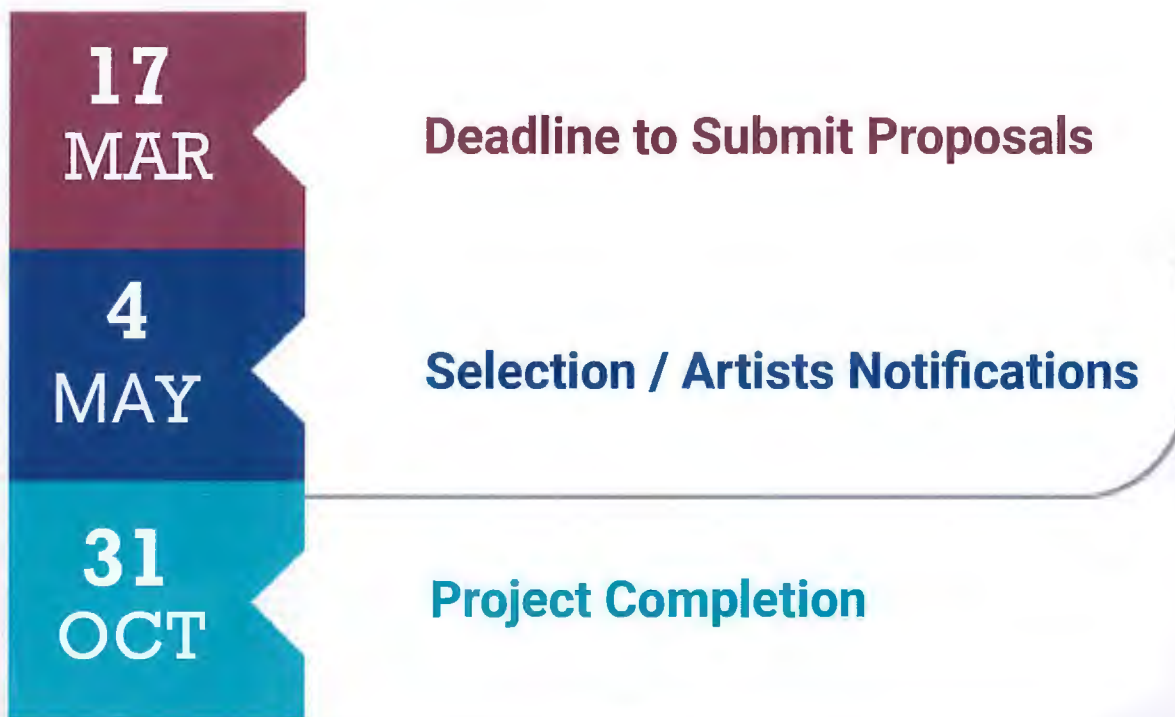 17
MAR
Deadline to Submit Proposals
4
MAY
Selection / Artists Notifications
31
OCT
Project Completion